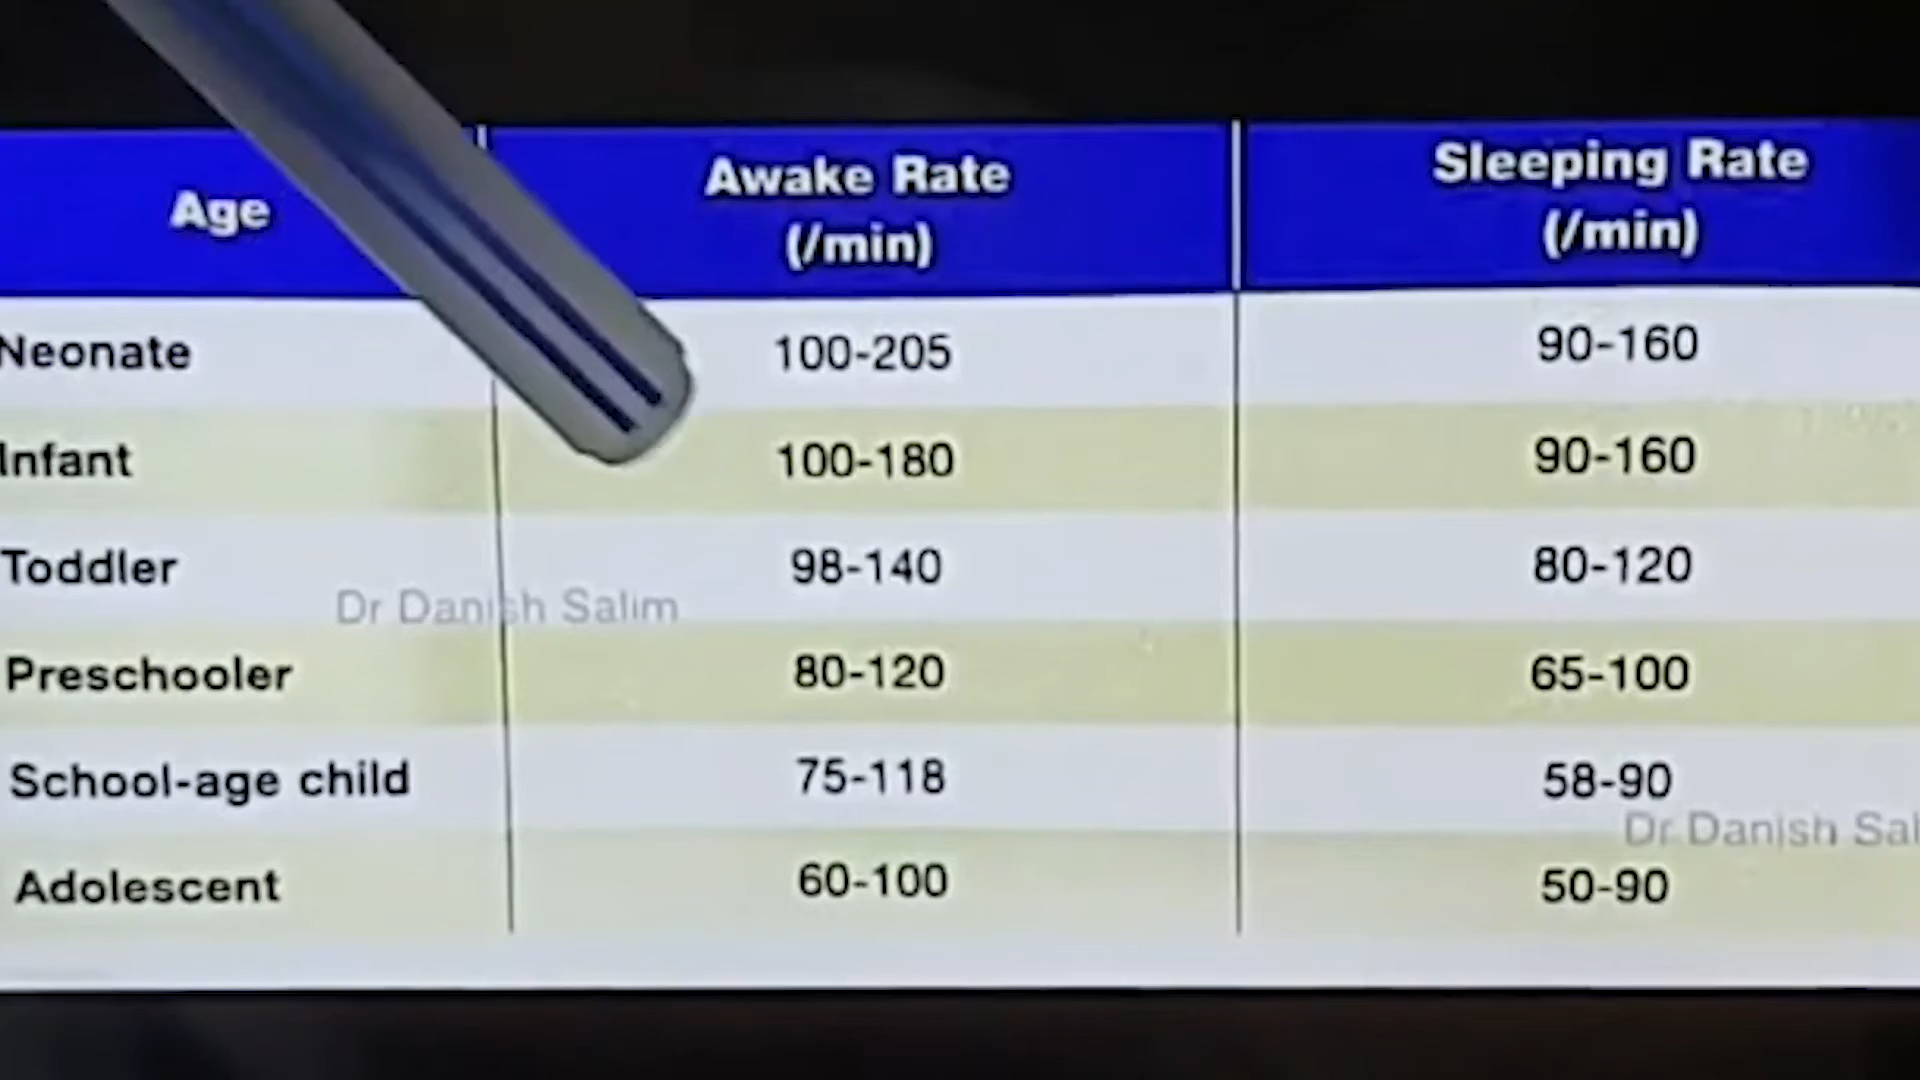 Age
Awake Rate
(/min)
Sleeping Rate
(/min)
Neonate 100-205 90-160
Infant 100-180 90-160
Toddler 98-140 80-120
Dr Danish Salim
Preschooler 80-120 65-100
School-age child 75-118 58-90
Dr Danish Sal
Adolescent 60-100 50-90